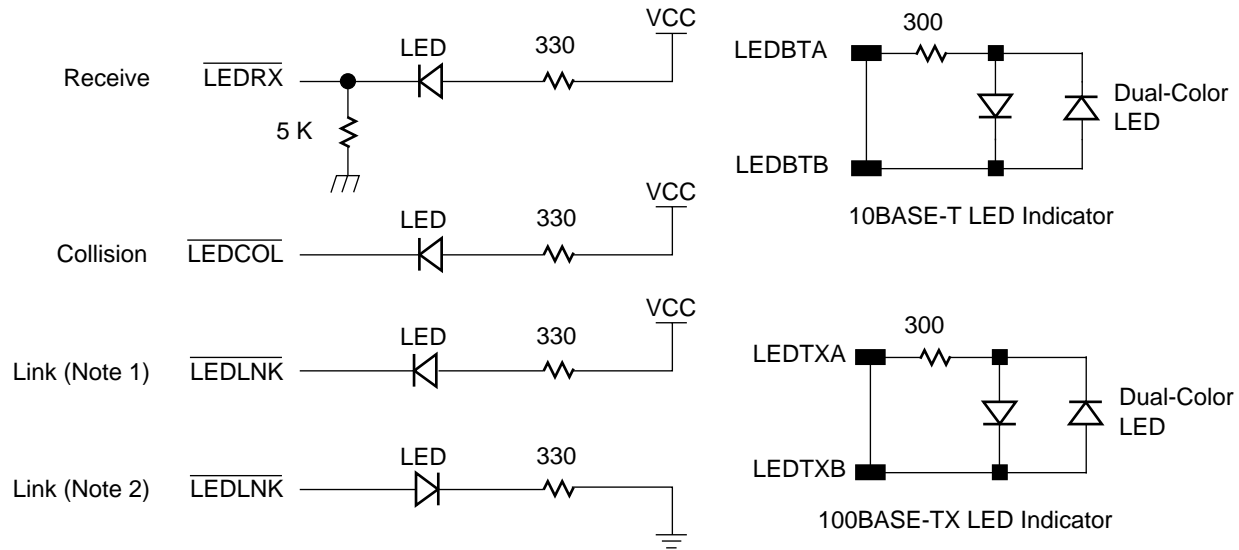 VCC
LED
330
Receive
LEDRX
5 K
VCC
LED
330
Collision
LEDCOL
VCC
LED
330
Link (Note 1)
LEDLNK
LED
330
Link (Note 2)
LEDLNK
300
LEDBTA
Dual-Color
LED
LEDBTB
10BASE-T LED Indicator
300
LEDTXA
Dual-Color
LED
LEDTXB
100BASE-TX LED Indicator